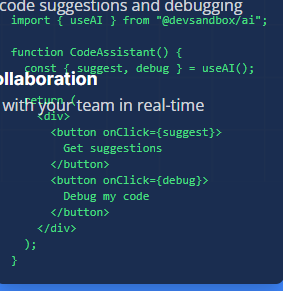 code suggestions and debugging
import { useAI } from "@devsandbox/ai";
function CodeAssistant() {
const { suggest, debug } = useAI();
ollaboration
return (
with your team in real-time
<div>
<button onClick={suggest}>
Get suggestions
</button>
<button onClick={debug}>
Debug my code
</button>
</div>
);
}